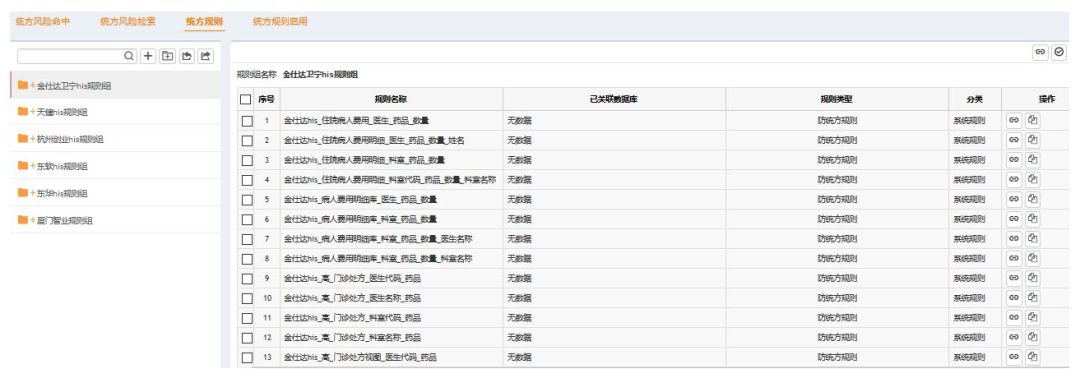 统方风险命中 统方风险检索 统方规则 统方规则启用
金仕达卫宁his规则组
天健his规则组
杭州创业his规则组
东软his规则组
东华his规则组
厦门智业规则组
规则组名称 金仕达卫宁his规则组
序号 规则名称 已关联数据库 规则类型 分类 操作
1 金仕达his_住院病人费用_医生_药品_数量 无数据 防统方规则 系统规则
2 金仕达his_住院病人费用明细_医生_药品_数量_姓名 无数据 防统方规则 系统规则
3 金仕达his_住院病人费用明细_科室_药品_数量 无数据 防统方规则 系统规则
4 金仕达his_住院病人费用明细_科室代码_药品_数量_科室名称 无数据 防统方规则 系统规则
5 金仕达his_病人费用明细库_医生_药品_数量 无数据 防统方规则 系统规则
6 金仕达his_病人费用明细库_科室_药品_数量 无数据 防统方规则 系统规则
7 金仕达his_病人费用明细库_科室_药品_数量_医生名称 无数据 防统方规则 系统规则
8 金仕达his_病人费用明细库_科室_药品_数量_科室名称 无数据 防统方规则 系统规则
9 金仕达his_高_门诊处方_医生代码_药品 无数据 防统方规则 系统规则
10 金仕达his_高_门诊处方_医生名称_药品 无数据 防统方规则 系统规则
11 金仕达his_高_门诊处方_科室代码_药品 无数据 防统方规则 系统规则
12 金仕达his_高_门诊处方_科室名称_药品 无数据 防统方规则 系统规则
13 金仕达his_高_门诊处方视图_医生代码_药品 无数据 防统方规则 系统规则